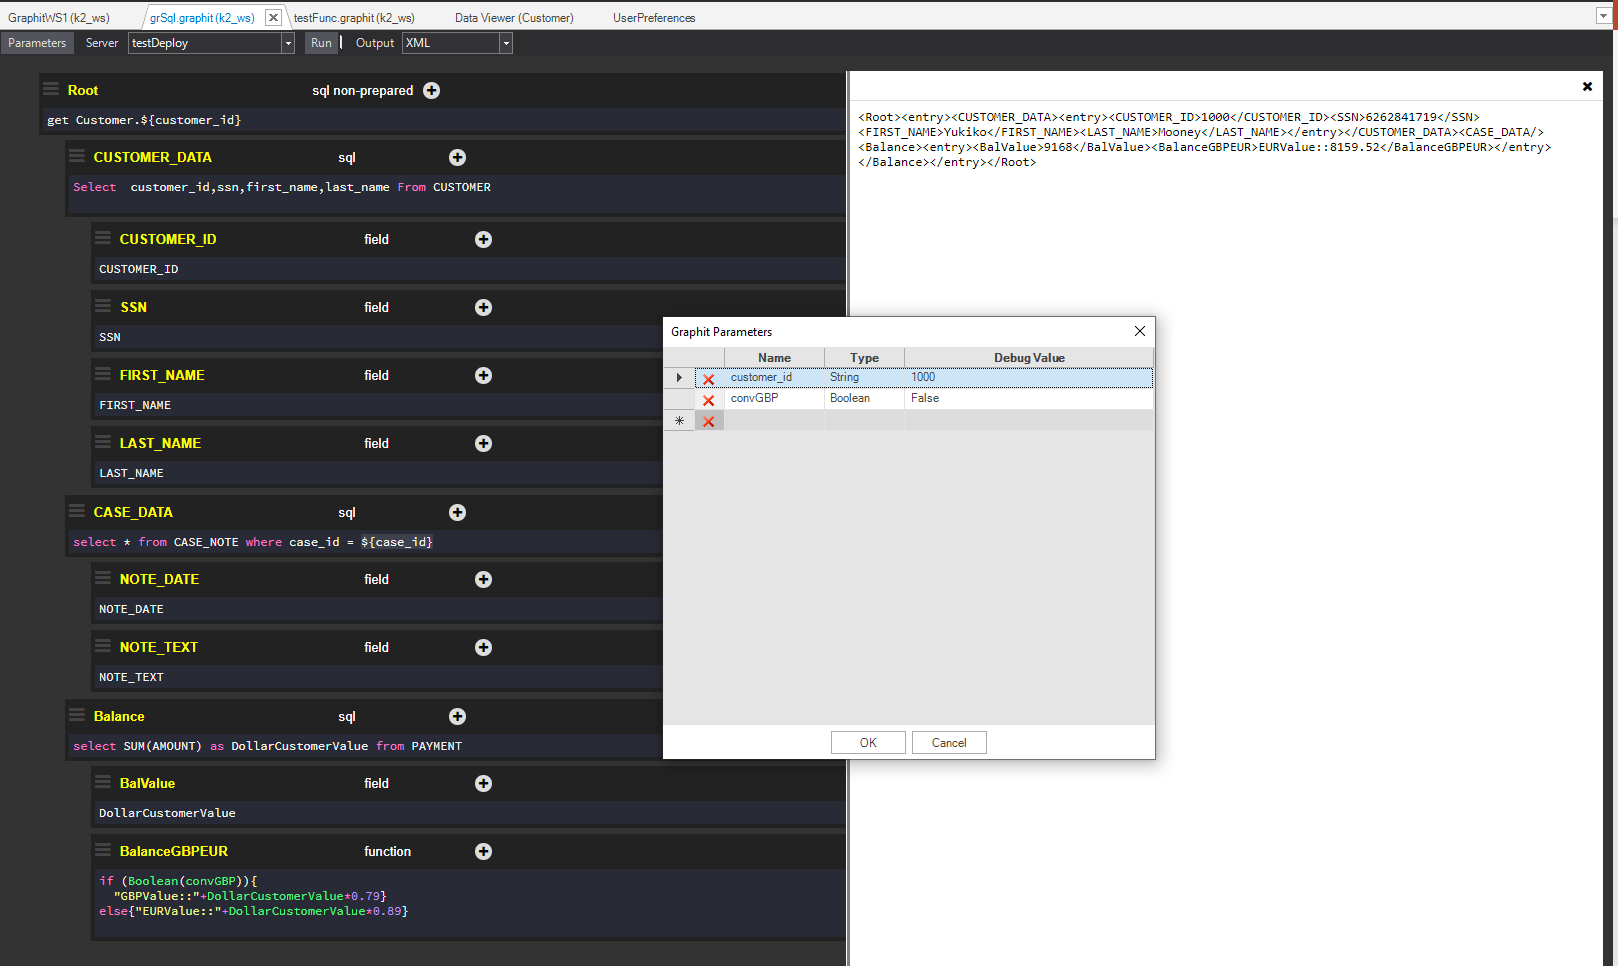 GraphitWS1 (k2_ws) grSql.graphit (k2_ws) testFunc.graphit (k2_ws) Data Viewer (Customer) UserPreferences
Parameters Server testDeploy Run Output XML
Root sql non-prepared
get Customer.${customer_id}
CUSTOMER_DATA sql
Select  customer_id,ssn,first_name,last_name From CUSTOMER
CUSTOMER_ID field
CUSTOMER_ID
SSN field
SSN
FIRST_NAME field
FIRST_NAME
LAST_NAME field
LAST_NAME
CASE_DATA sql
select * from CASE_NOTE where case_id = ${case_id}
NOTE_DATE field
NOTE_DATE
NOTE_TEXT field
NOTE_TEXT
Balance sql
select SUM(AMOUNT) as DollarCustomerValue from PAYMENT
BalValue field
DollarCustomerValue
BalanceGBPEUR function
if (Boolean(convGBP)){
"GBPValue::"+DollarCustomerValue*0.79}
else{"EURValue::"+DollarCustomerValue*0.89}
<Root><entry><CUSTOMER_DATA><entry><CUSTOMER_ID>1000</CUSTOMER_ID><SSN>6262841719</SSN>
<FIRST_NAME>Yukiko</FIRST_NAME><LAST_NAME>Mooney</LAST_NAME></entry></CUSTOMER_DATA><CASE_DATA/>
<Balance><entry><BalValue>9168</BalValue><BalanceGBPEUR>EURValue::8159.52</BalanceGBPEUR></entry>
</Balance></entry></Root>
Graphit Parameters
Name Type Debug Value
customer_id String 1000
convGBP Boolean False
OK Cancel